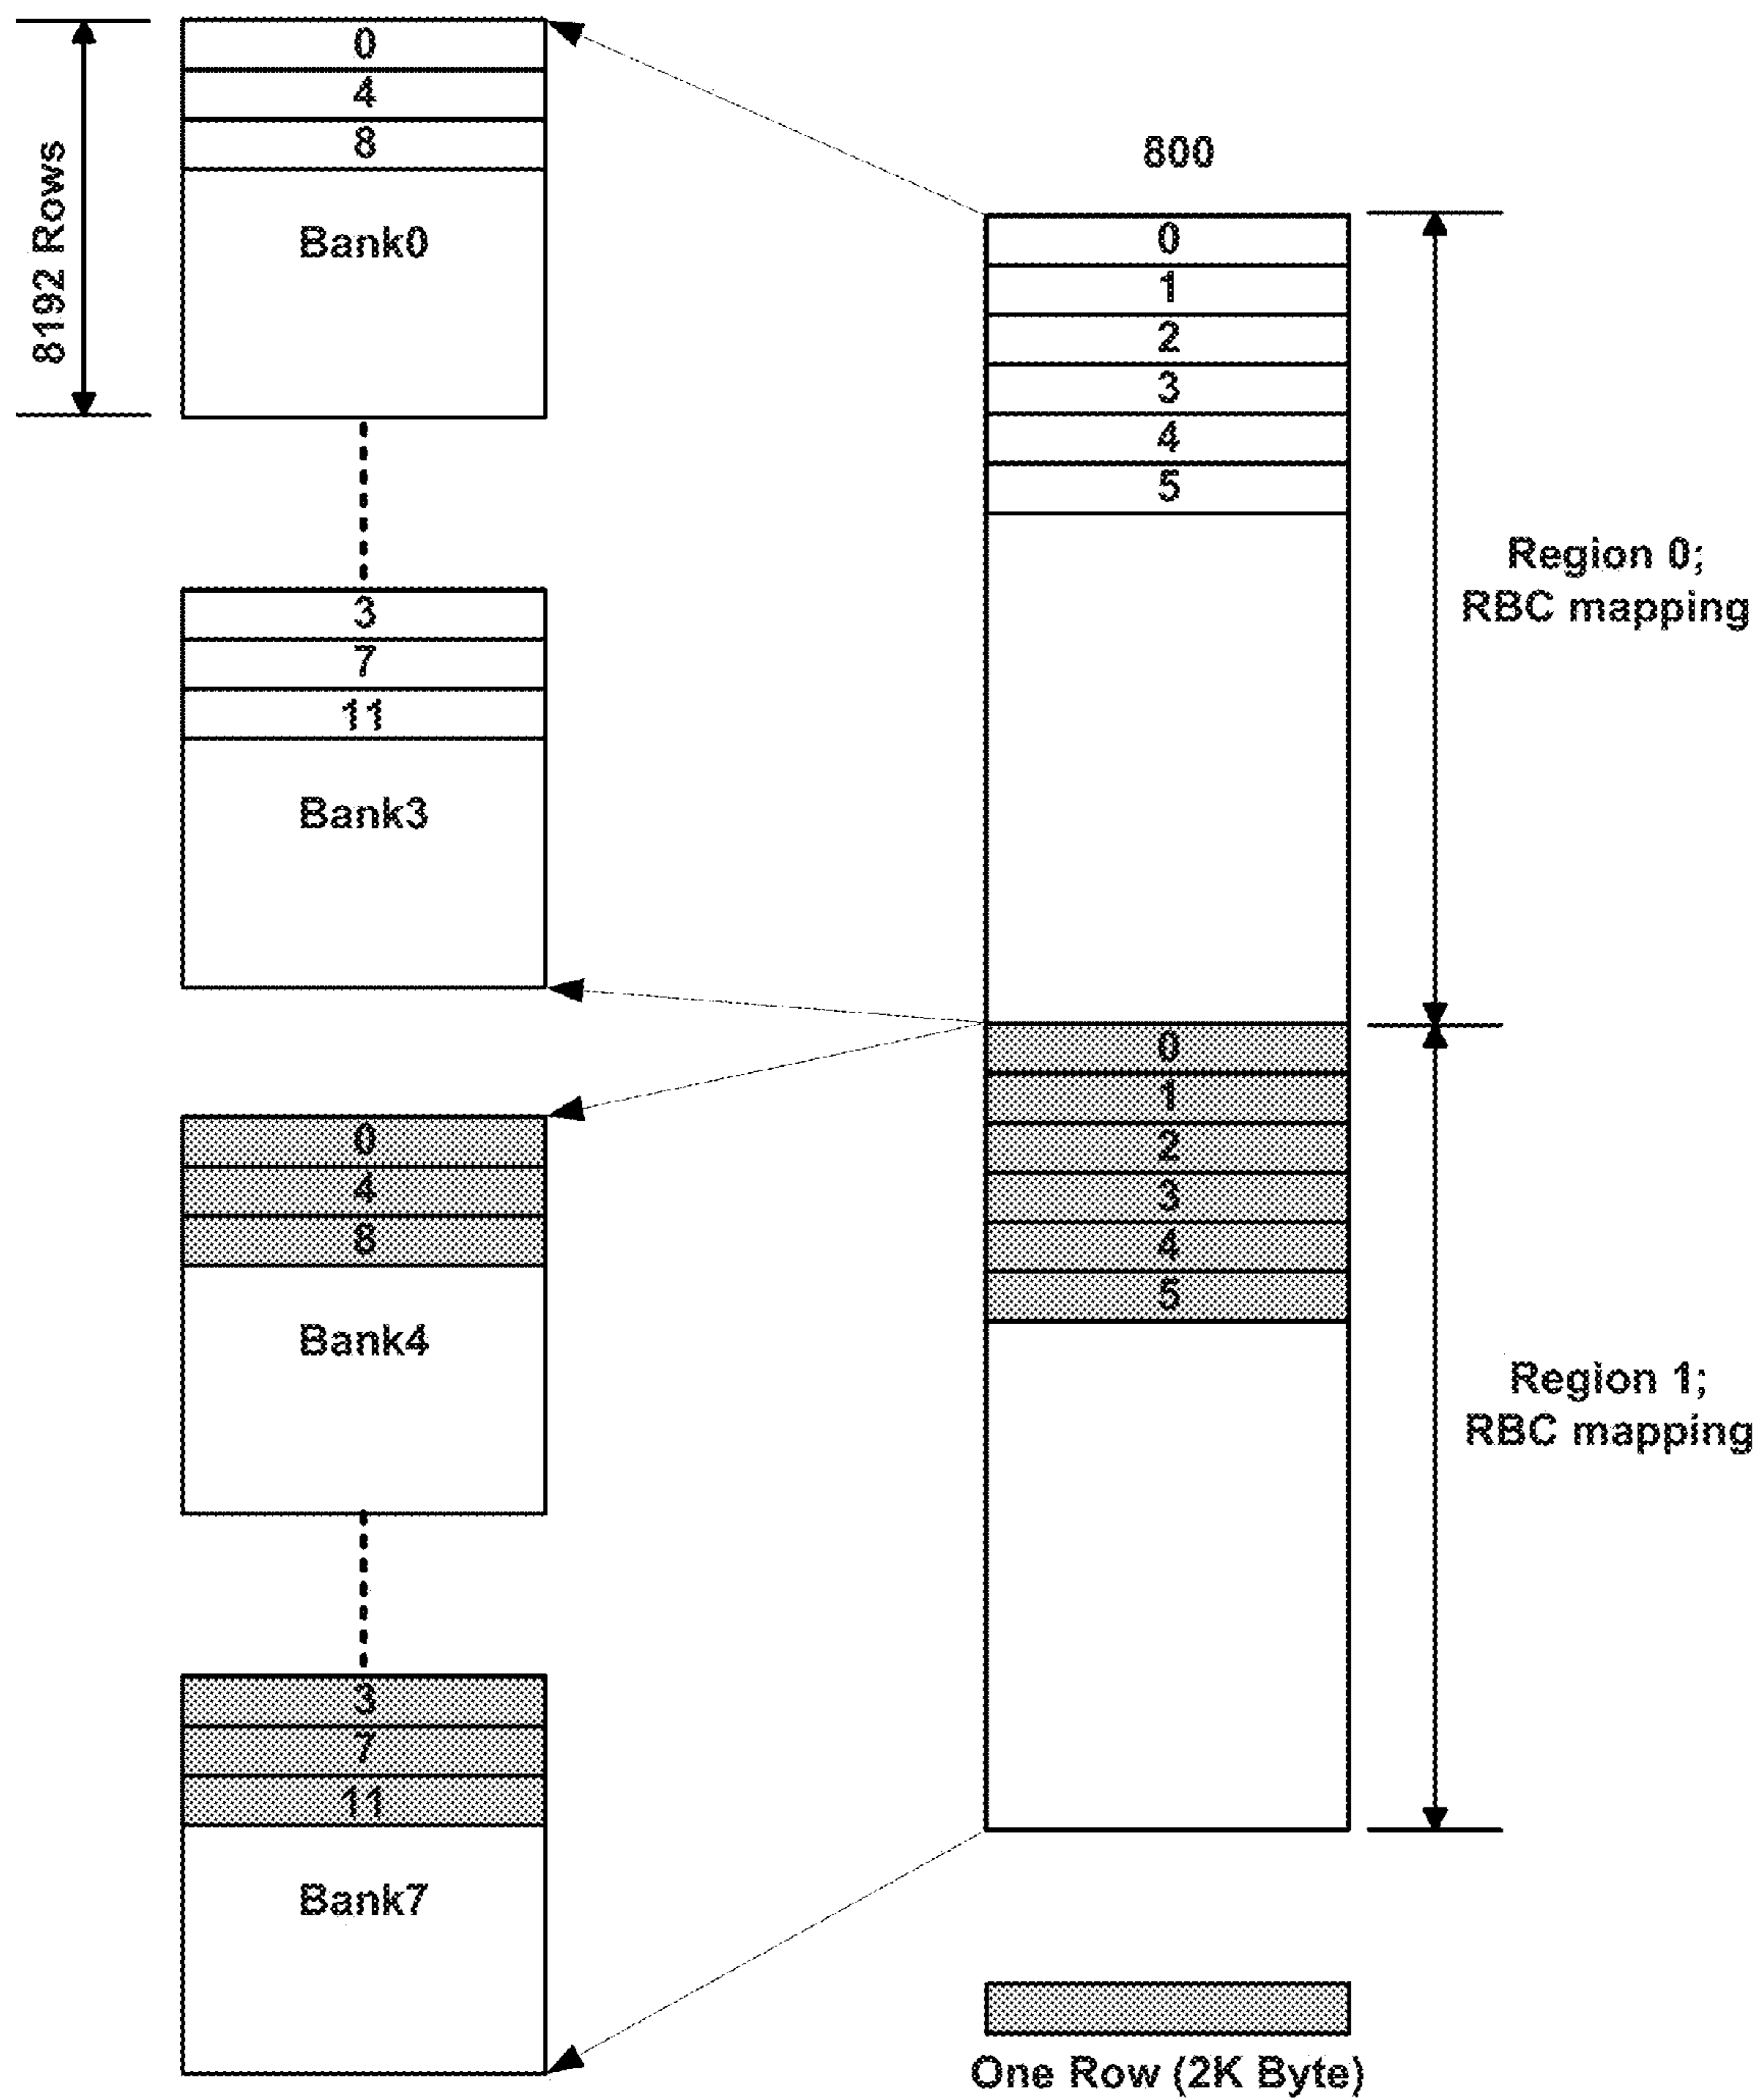 8192 Rows
0
4
8
Bank0
3
7
11
Bank3
0
4
8
Bank4
3
7
11
Bank7
800
0
1
2
3
4
5
Region 0;
RBC mapping
0
1
2
3
4
5
Region 1;
RBC mapping
One Row (2K Byte)